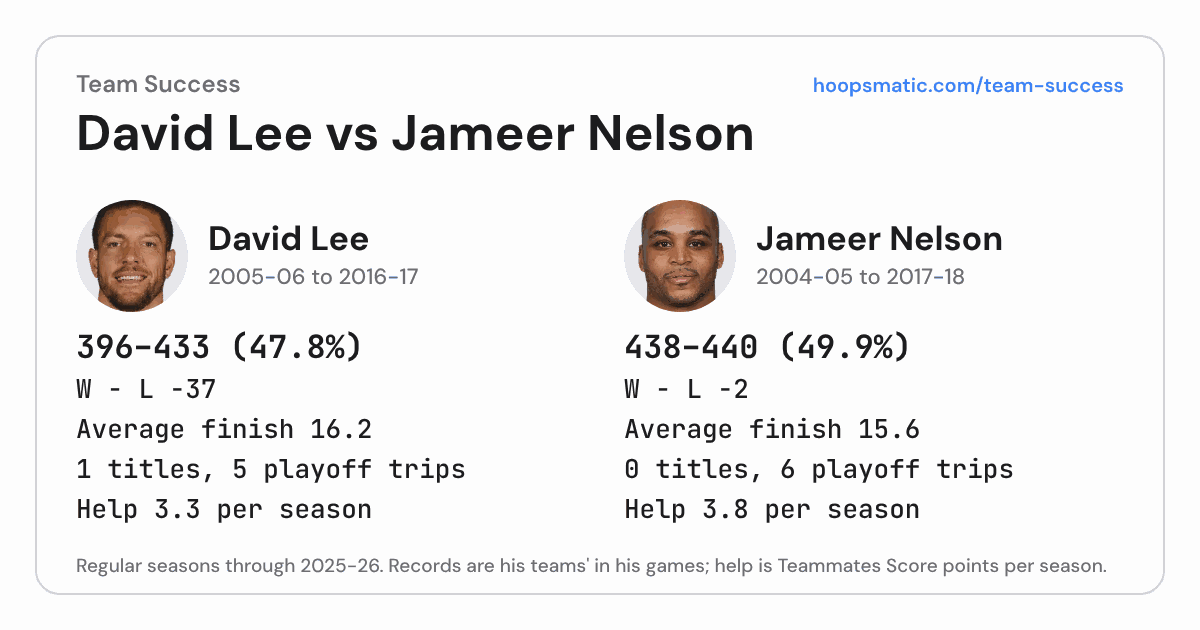 Team Success
hoopsmatic.com/team-success
David Lee vs Jameer Nelson
David Lee
2005-06 to 2016-17
396-433 (47.8%)
W - L -37
Average finish 16.2
1 titles, 5 playoff trips
Help 3.3 per season
Jameer Nelson
2004-05 to 2017-18
438-440 (49.9%)
W - L -2
Average finish 15.6
0 titles, 6 playoff trips
Help 3.8 per season
Regular seasons through 2025-26. Records are his teams' in his games; help is Teammates Score points per season.